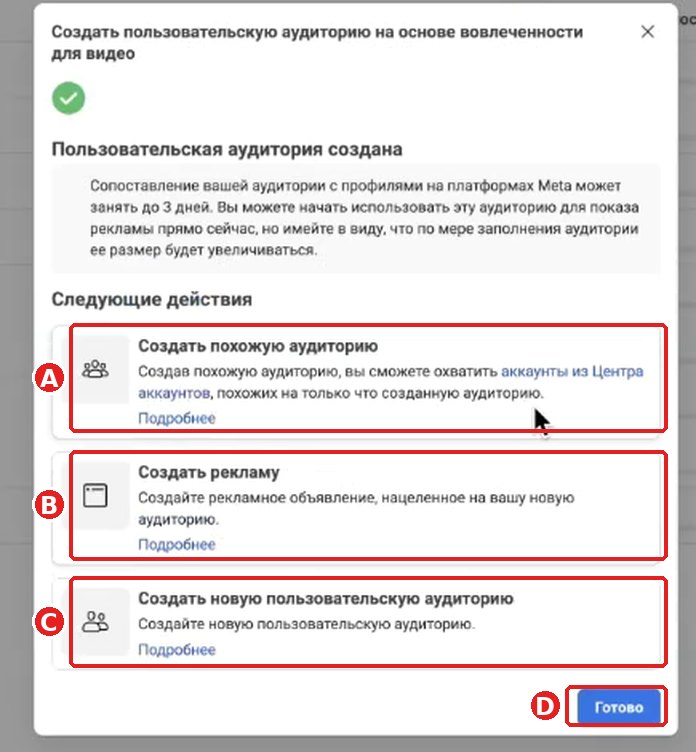 Создать пользовательскую аудиторию на основе вовлеченности
для видео
Пользовательская аудитория создана
Сопоставление вашей аудитории с профилями на платформах Meta может
занять до 3 дней. Вы можете начать использовать эту аудиторию для показа
рекламы прямо сейчас, но имейте в виду, что по мере заполнения аудитории
ее размер будет увеличиваться.
Следующие действия
A
Создать похожую аудиторию
Создав похожую аудиторию, вы сможете охватить аккаунты из Центра
аккаунтов, похожих на только что созданную аудиторию.
Подробнее
B
Создать рекламу
Создайте рекламное объявление, нацеленное на вашу новую
аудиторию.
Подробнее
C
Создать новую пользовательскую аудиторию
Создайте новую пользовательскую аудиторию.
Подробнее
D
Готово